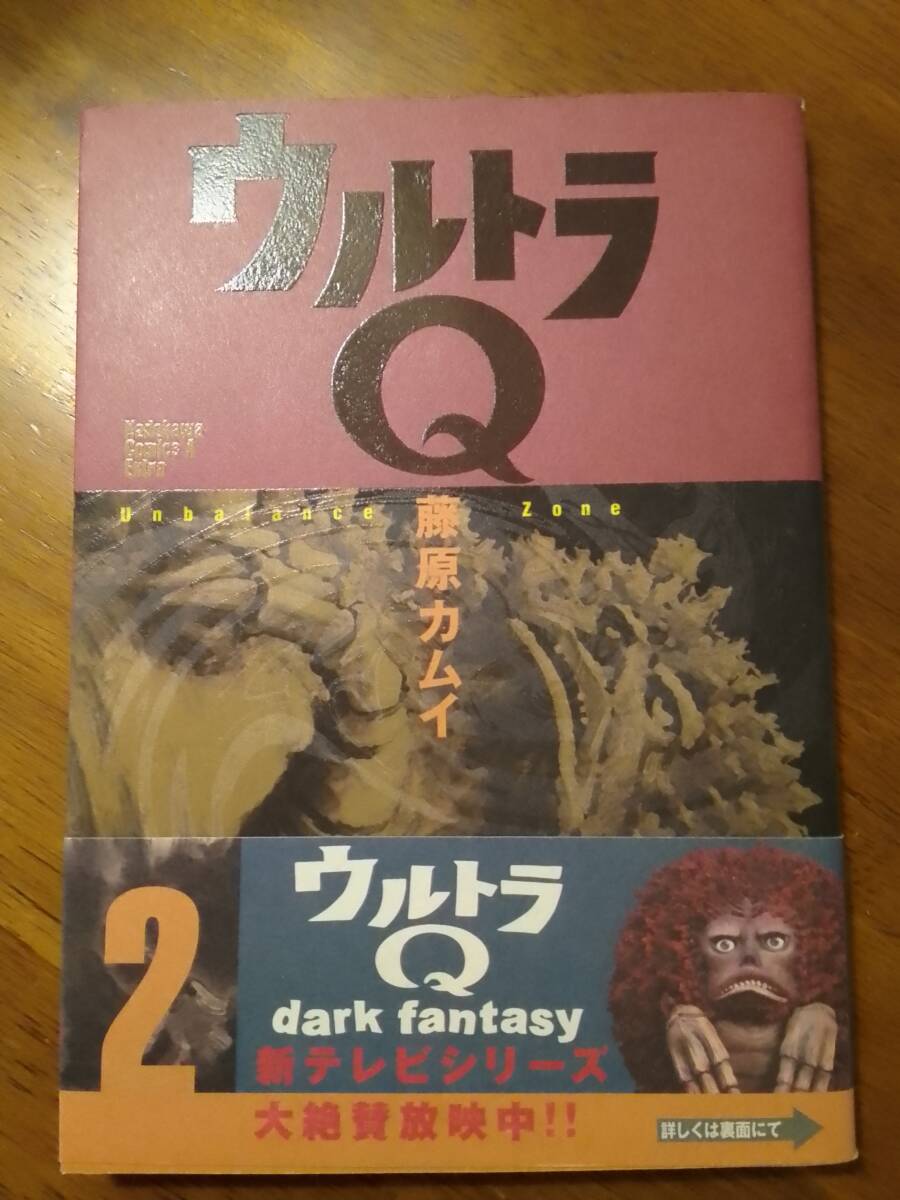 ウルトラ
Q
Kadokawa
Comics A
Extra
Unbalance Zone
藤原カムイ
2
ウルトラ
Q
dark fantasy
新テレビシリーズ
大絶賛放映中!!
詳しくは裏面にて